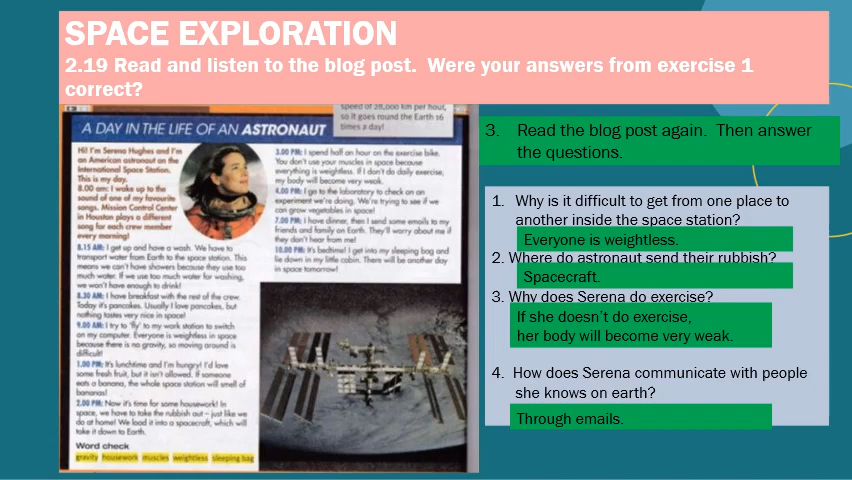 SPACE EXPLORATION
2.19 Read and listen to the blog post.  Were your answers from exercise 1
correct?
speed of 28,000 km per hour,
so it goes round the Earth 16
times a day!
A DAY IN THE LIFE OF AN ASTRONAUT
Hi! I'm Serena Hughes and I'm
an American astronaut on the
International Space Station.
This is my day.
8.00 am: I wake up to the
sound of one of my favourite
songs. Mission Control Center
in Houston plays a different
song for each crew member
every morning!
8.15 AM: I get up and have a wash. We have to
transport water from Earth to the space station. This
means we can't have showers because they use too
much water. If we use too much water for washing,
we won't have enough to drink!
8.30 AM: I have breakfast with the rest of the crew.
Today it's pancakes. Usually I love pancakes, but
nothing tastes very nice in space!
9.00 AM: I try to 'fly' to my work station to switch
on my computer. Everyone is weightless in space
because there is no gravity, so moving around is
difficult!
1.00 PM: It's lunchtime and I'm hungry! I'd love
some fresh fruit, but it isn't allowed. If someone
eats a banana, the whole space station will smell of
bananas!
2.00 PM: Now it's time for some housework! In
space, we have to take the rubbish out – just like we
do at home! We load it into a spacecraft, which will
take it down to Earth.
Word check
gravity housework muscles weightless sleeping bag
3.00 PM: I spend half an hour on the exercise bike.
You don't use your muscles in space because
everything is weightless. If I don't do daily exercise,
my body will become very weak.
4.00 PM: I go to the laboratory to check on an
experiment we're doing. We're trying to see if we
can grow vegetables in space!
7.00 PM: I have dinner, then I send some emails to my
friends and family on Earth. They'll worry about me if
they don't hear from me!
10.00 PM: It's bedtime! I get into my sleeping bag and
lie down in my little cabin. There will be another day
in space tomorrow!
3. Read the blog post again.  Then answer
the questions.
1. Why is it difficult to get from one place to
another inside the space station?
Everyone is weightless.
2. Where do astronaut send their rubbish?
Spacecraft.
3. Why does Serena do exercise?
If she doesn't do exercise,
her body will become very weak.
4. How does Serena communicate with people
she knows on earth?
Through emails.